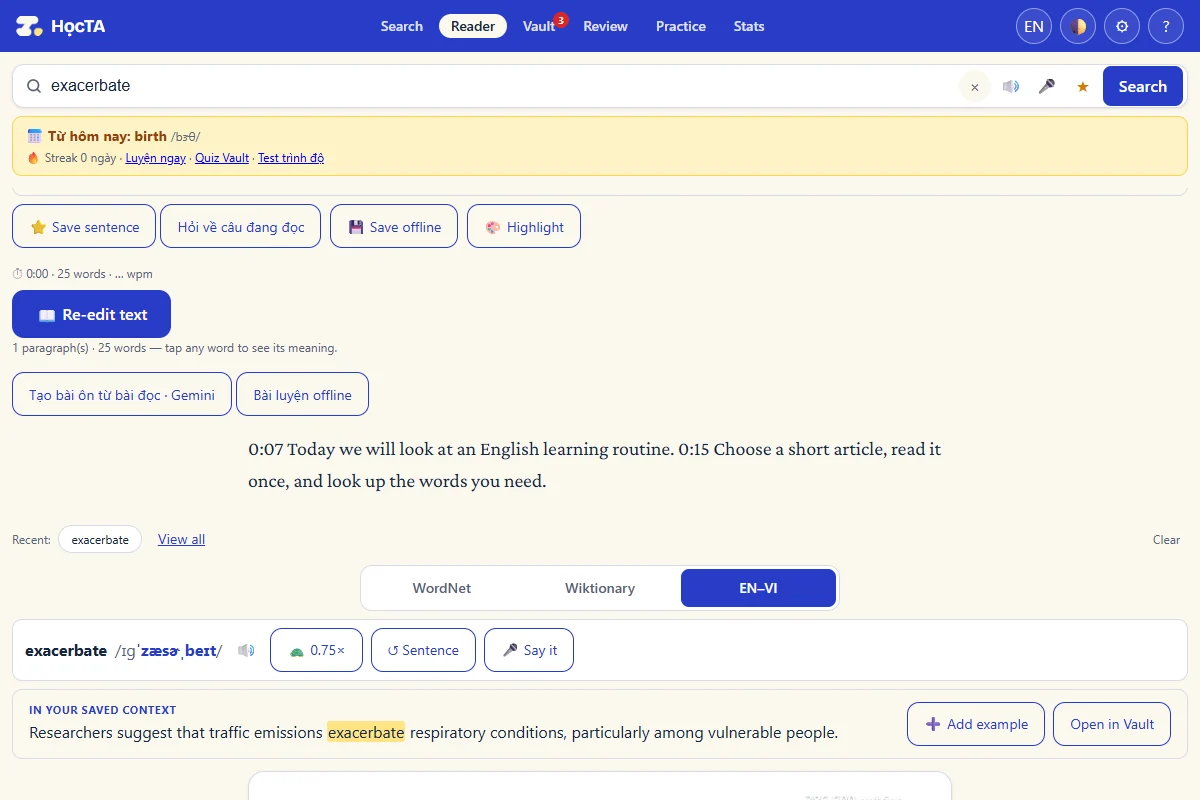 HọcTA
Search Reader Vault 3 Review Practice Stats EN ?
exacerbate × Search
Từ hôm nay: birth /bɝθ/
Streak 0 ngày · Luyện ngay · Quiz Vault · Test trình độ
Save sentence Hỏi về câu đang đọc Save offline Highlight
0:00 · 25 words · ... wpm
Re-edit text
1 paragraph(s) · 25 words — tap any word to see its meaning.
Tạo bài ôn từ bài đọc · Gemini Bài luyện offline
0:07 Today we will look at an English learning routine. 0:15 Choose a short article, read it
once, and look up the words you need.
Recent: exacerbate View all Clear
WordNet Wiktionary EN–VI
exacerbate /ɪɡˈzæsɚˌbeɪt/ 0.75× ↺ Sentence Say it
IN YOUR SAVED CONTEXT
Researchers suggest that traffic emissions exacerbate respiratory conditions, particularly among vulnerable people.
Add example Open in Vault